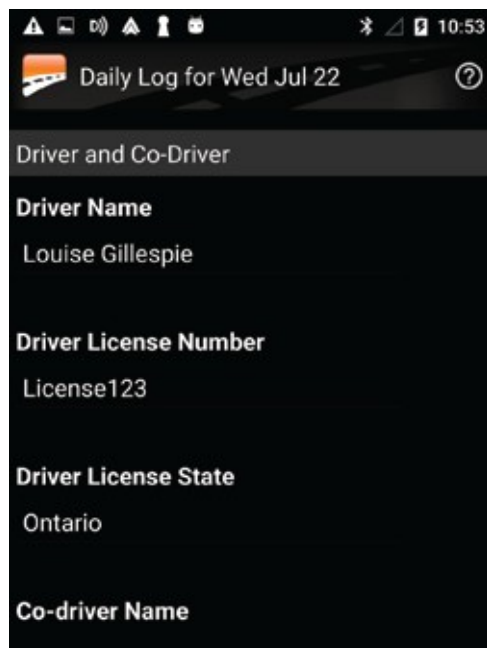 10:53
Daily Log for Wed Jul 22
Driver and Co-Driver
Driver Name
Louise Gillespie
Driver License Number
License123
Driver License State
Ontario
Co-driver Name